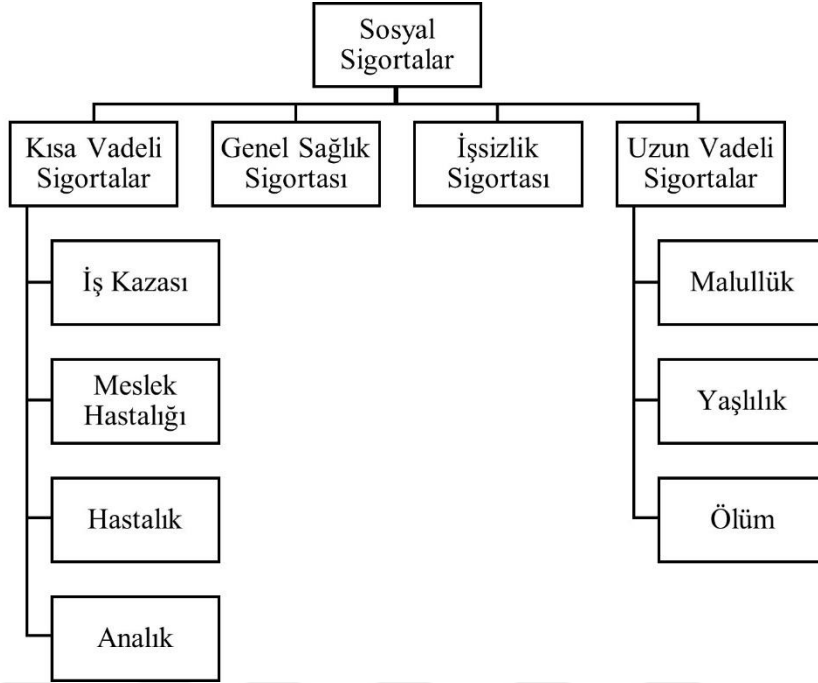 Sosyal
Sigortalar
Kısa Vadeli
Sigortalar
Genel Sağlık
Sigortası
İşsizlik
Sigortası
Uzun Vadeli
Sigortalar
İş Kazası
Meslek
Hastalığı
Hastalık
Analık
Malullük
Yaşlılık
Ölüm